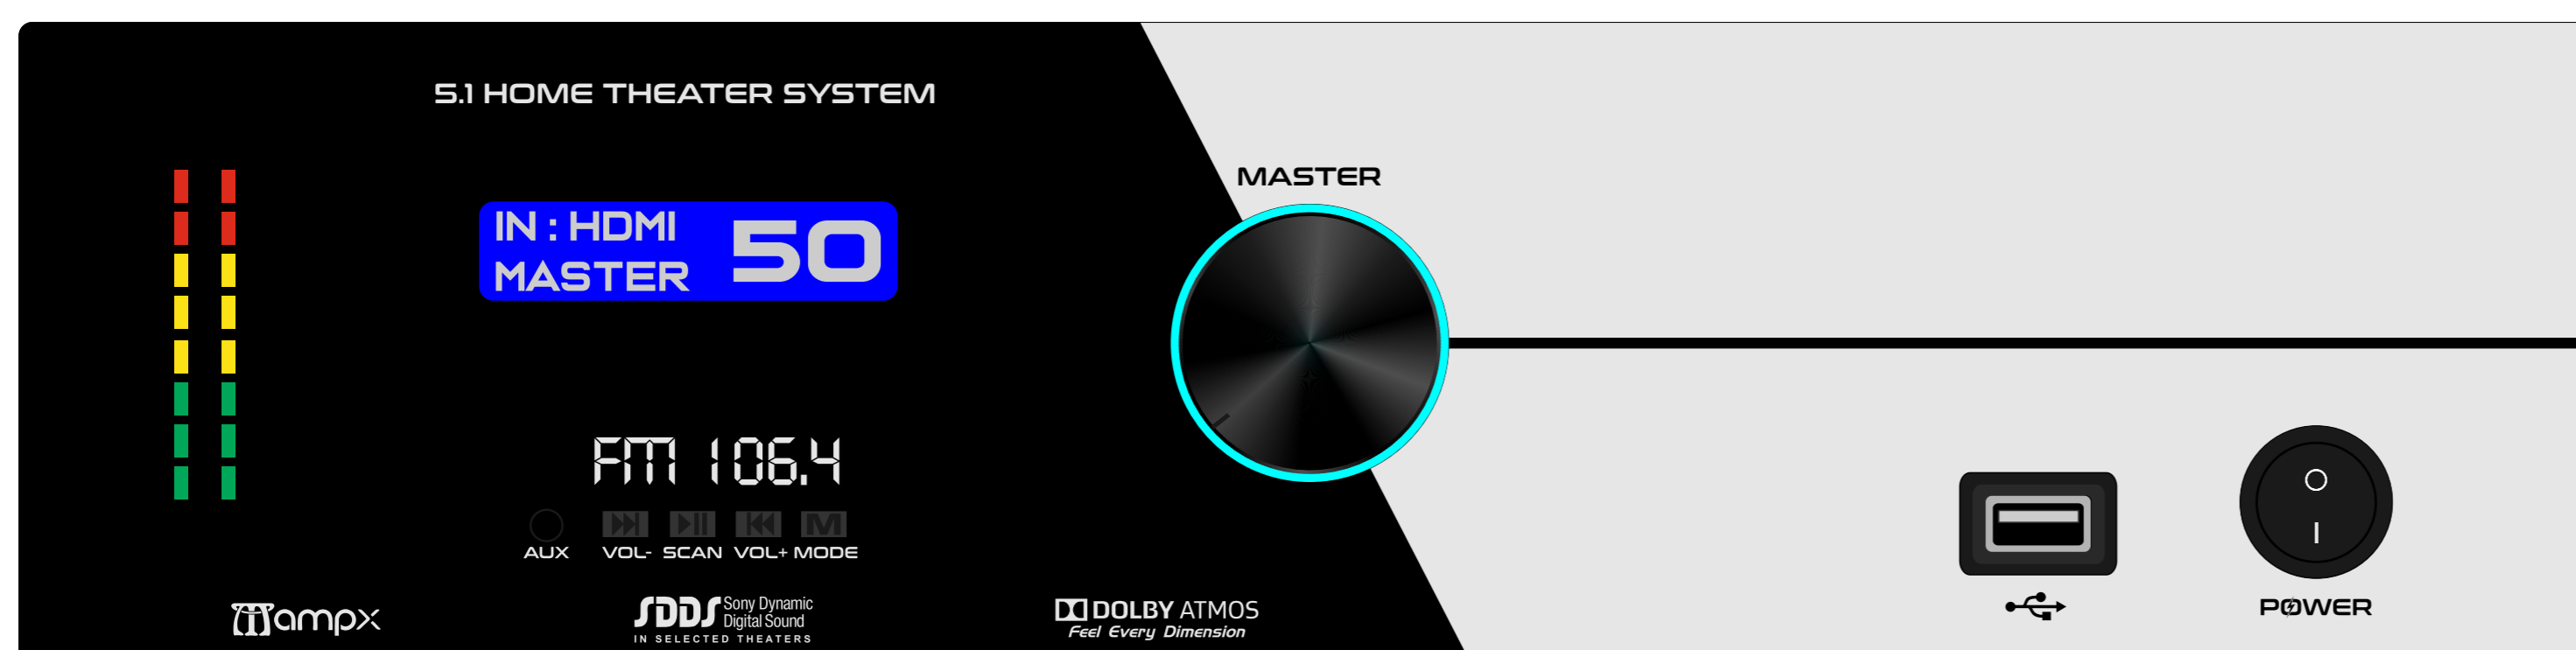 5.1 HOME THEATER SYSTEM
MASTER
IN : HDMI
MASTER
50
FM 106.4
M
AUX VOL- SCAN VOL+ MODE
ampx
SDDS Sony Dynamic
Digital Sound
IN SELECTED THEATERS
DOLBY ATMOS
Feel Every Dimension
POWER